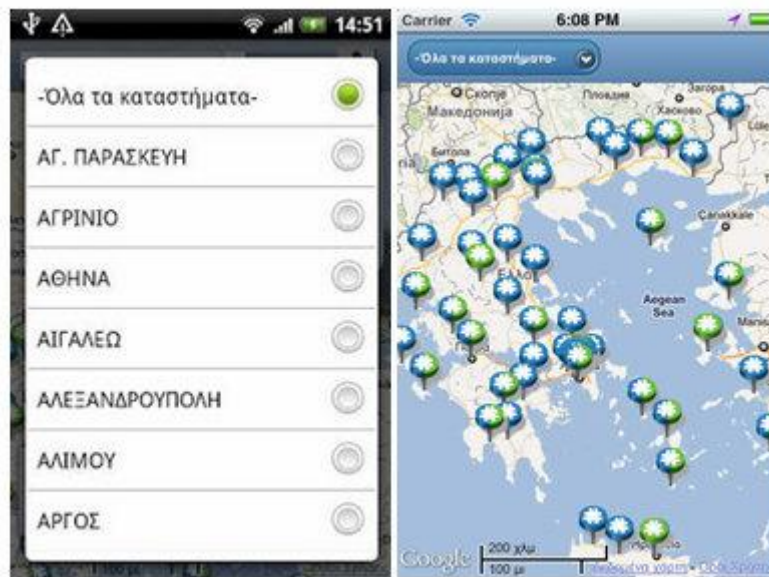 14:51
-Όλα τα καταστήματα-
ΑΓ. ΠΑΡΑΣΚΕΥΗ
ΑΓΡΙΝΙΟ
ΑΘΗΝΑ
ΑΙΓΑΛΕΩ
ΑΛΕΞΑΝΔΡΟΥΠΟΛΗ
ΑΛΙΜΟΥ
ΑΡΓΟΣ
Carrier
6:08 PM
-Όλα τα καταστήματα-
Скопје
Македонија
Пловдив
Хасково
Битола
Çanakkale
Aegean
Sea
Manisa
Google
200 χλμ
100 μι